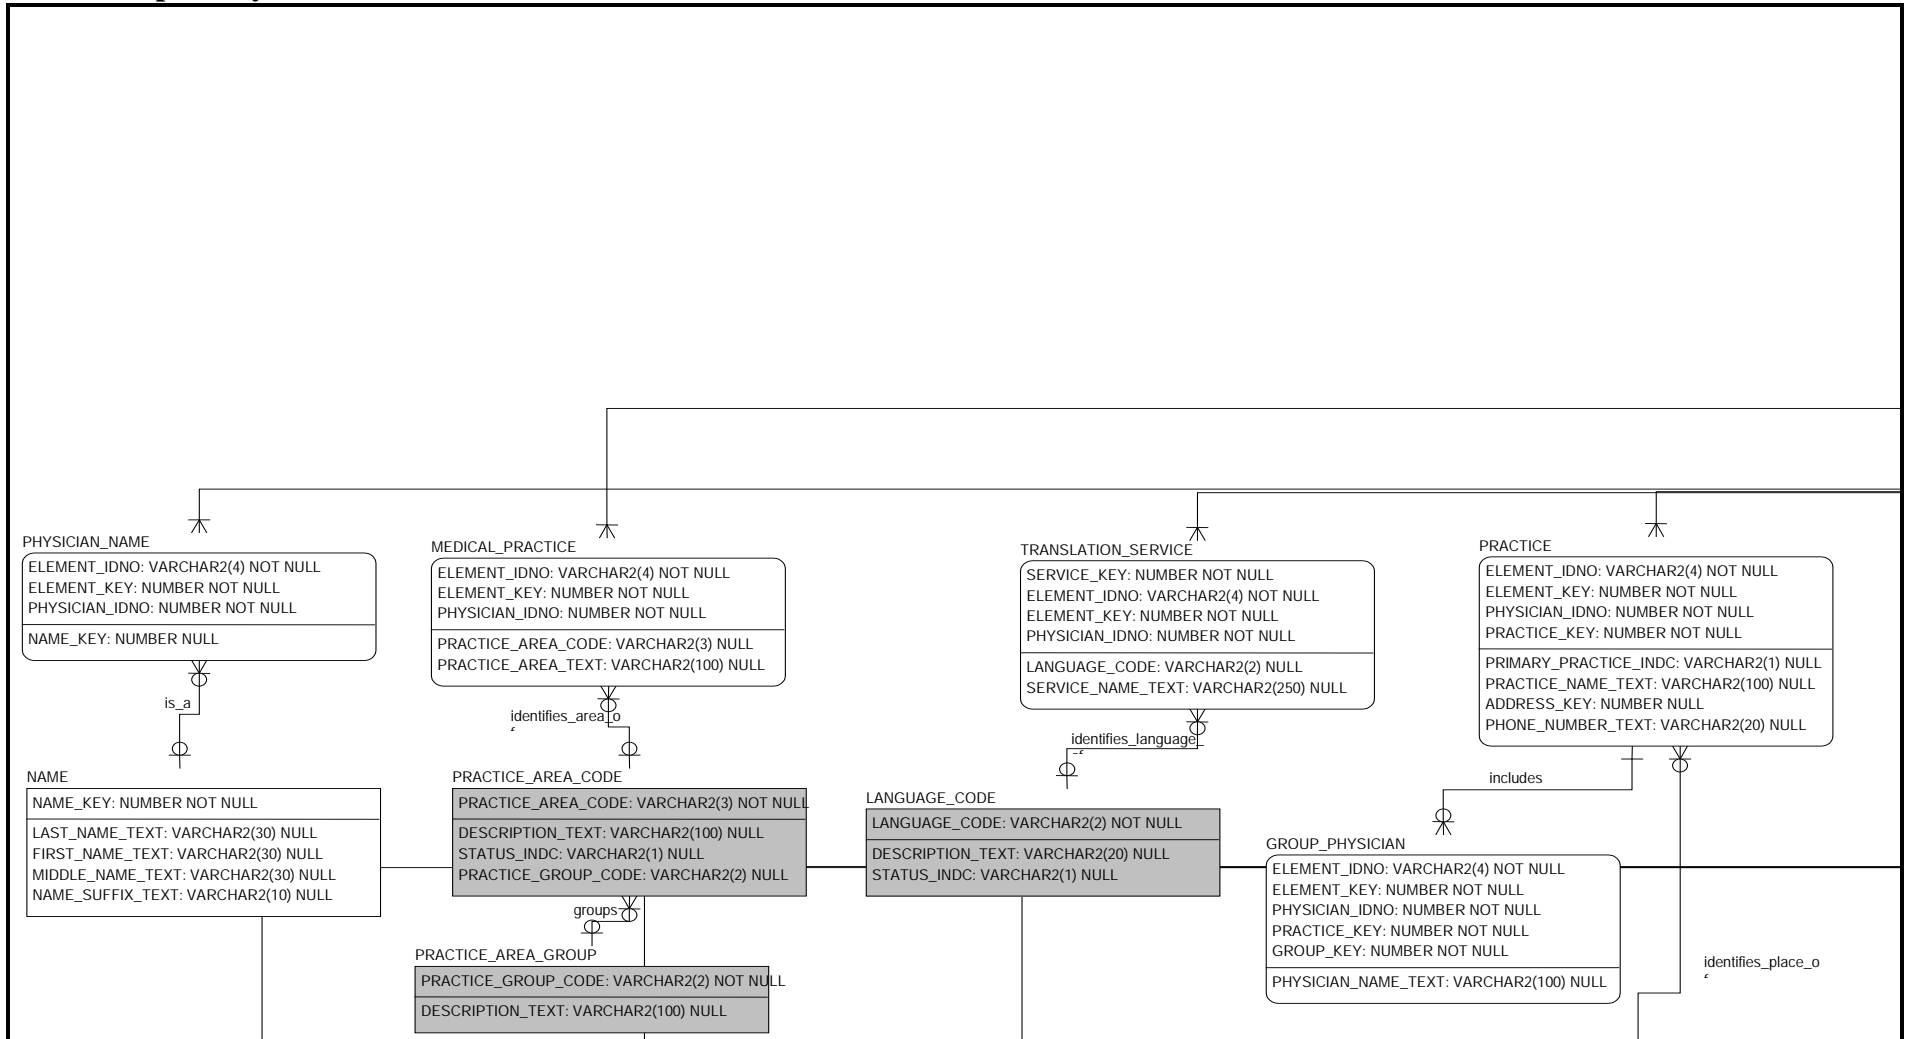 PHYSICIAN_NAME
ELEMENT_IDNO: VARCHAR2(4) NOT NULL
ELEMENT_KEY: NUMBER NOT NULL
PHYSICIAN_IDNO: NUMBER NOT NULL
NAME_KEY: NUMBER NULL
MEDICAL_PRACTICE
ELEMENT_IDNO: VARCHAR2(4) NOT NULL
ELEMENT_KEY: NUMBER NOT NULL
PHYSICIAN_IDNO: NUMBER NOT NULL
PRACTICE_AREA_CODE: VARCHAR2(3) NULL
PRACTICE_AREA_TEXT: VARCHAR2(100) NULL
TRANSLATION_SERVICE
SERVICE_KEY: NUMBER NOT NULL
ELEMENT_IDNO: VARCHAR2(4) NOT NULL
ELEMENT_KEY: NUMBER NOT NULL
PHYSICIAN_IDNO: NUMBER NOT NULL
LANGUAGE_CODE: VARCHAR2(2) NULL
SERVICE_NAME_TEXT: VARCHAR2(250) NULL
PRACTICE
ELEMENT_IDNO: VARCHAR2(4) NOT NULL
ELEMENT_KEY: NUMBER NOT NULL
PHYSICIAN_IDNO: NUMBER NOT NULL
PRACTICE_KEY: NUMBER NOT NULL
PRIMARY_PRACTICE_INDC: VARCHAR2(1) NULL
PRACTICE_NAME_TEXT: VARCHAR2(100) NULL
ADDRESS_KEY: NUMBER NULL
PHONE_NUMBER_TEXT: VARCHAR2(20) NULL
is_a
identifies_area_o
identifies_language_
includes
NAME
NAME_KEY: NUMBER NOT NULL
LAST_NAME_TEXT: VARCHAR2(30) NULL
FIRST_NAME_TEXT: VARCHAR2(30) NULL
MIDDLE_NAME_TEXT: VARCHAR2(30) NULL
NAME_SUFFIX_TEXT: VARCHAR2(10) NULL
PRACTICE_AREA_CODE
PRACTICE_AREA_CODE: VARCHAR2(3) NOT NULL
DESCRIPTION_TEXT: VARCHAR2(100) NULL
STATUS_INDC: VARCHAR2(1) NULL
PRACTICE_GROUP_CODE: VARCHAR2(2) NULL
LANGUAGE_CODE
LANGUAGE_CODE: VARCHAR2(2) NOT NULL
DESCRIPTION_TEXT: VARCHAR2(20) NULL
STATUS_INDC: VARCHAR2(1) NULL
GROUP_PHYSICIAN
ELEMENT_IDNO: VARCHAR2(4) NOT NULL
ELEMENT_KEY: NUMBER NOT NULL
PHYSICIAN_IDNO: NUMBER NOT NULL
PRACTICE_KEY: NUMBER NOT NULL
GROUP_KEY: NUMBER NOT NULL
PHYSICIAN_NAME_TEXT: VARCHAR2(100) NULL
groups
PRACTICE_AREA_GROUP
PRACTICE_GROUP_CODE: VARCHAR2(2) NOT NULL
DESCRIPTION_TEXT: VARCHAR2(100) NULL
identifies_place_o